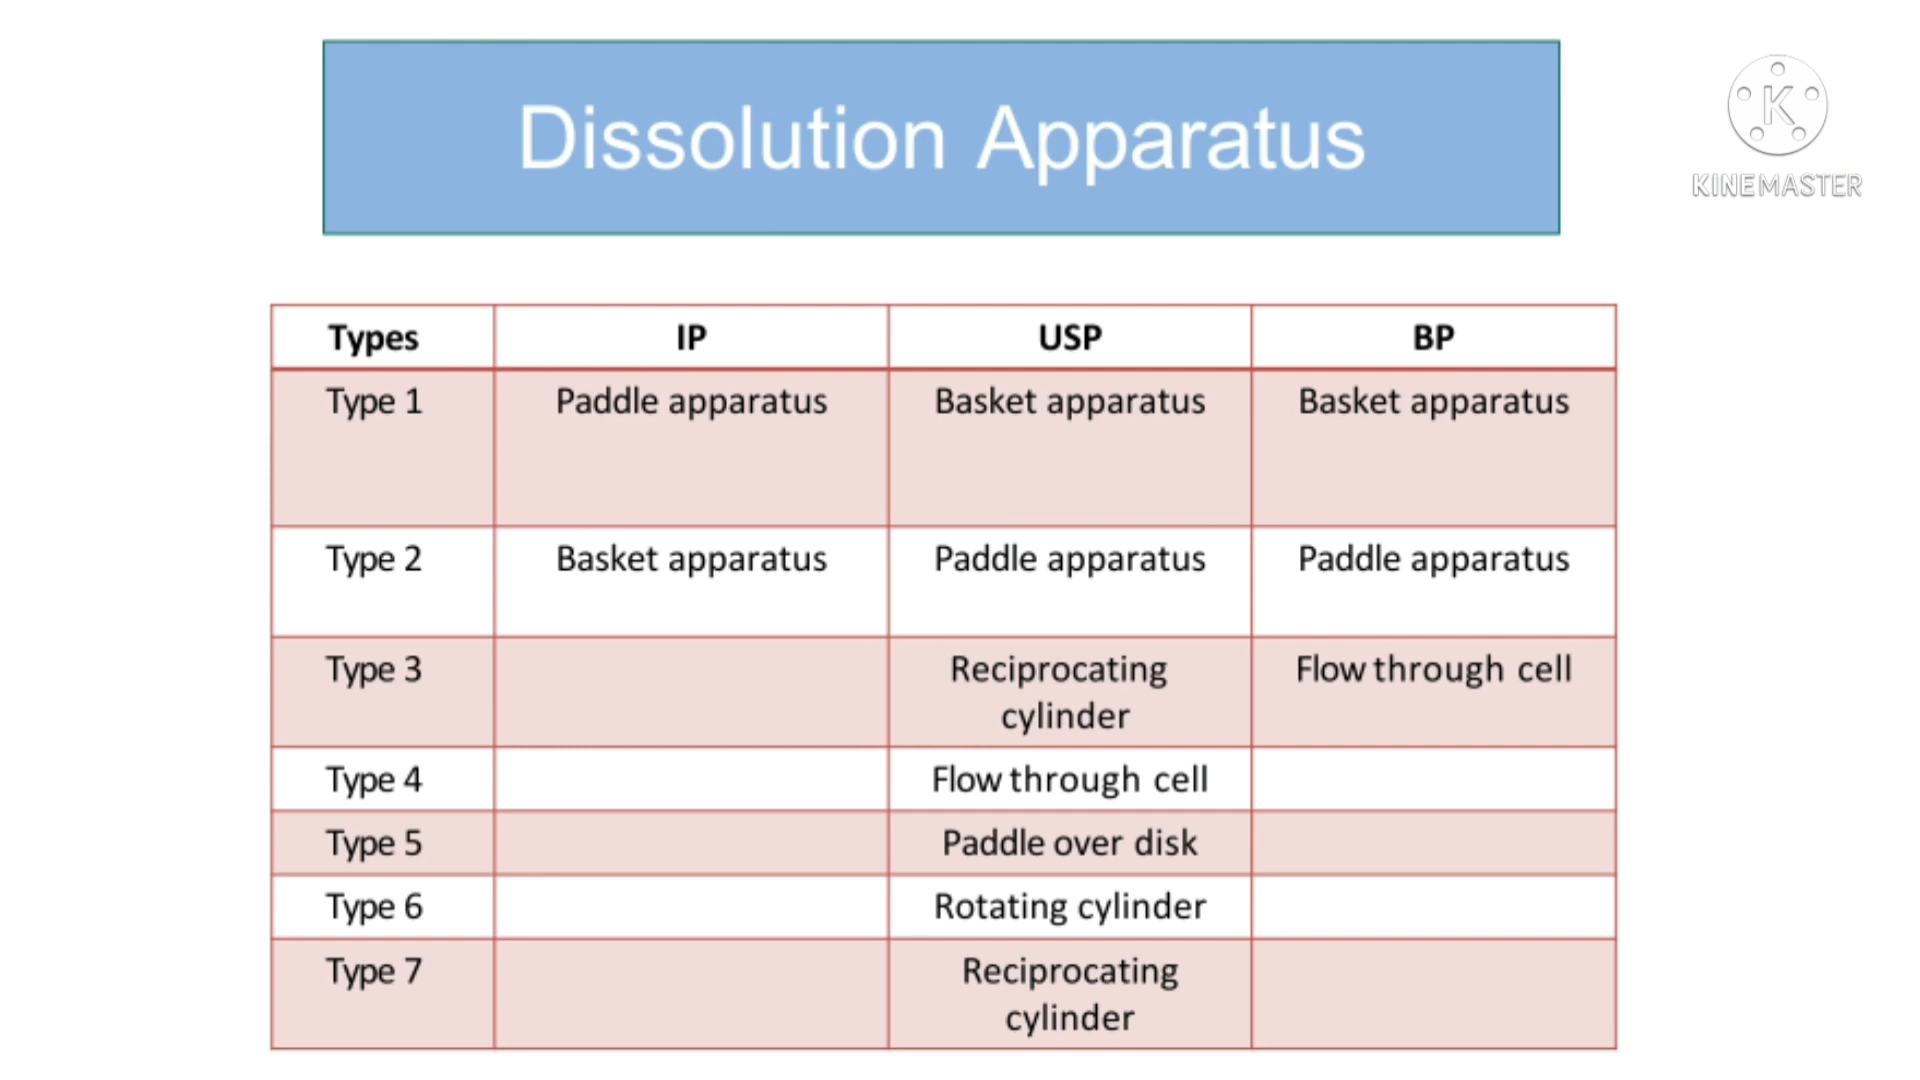 Dissolution Apparatus
K
KINEMASTER
Types IP USP BP
Type 1 Paddle apparatus Basket apparatus Basket apparatus
Type 2 Basket apparatus Paddle apparatus Paddle apparatus
Type 3 Reciprocating Flow through cell
cylinder
Type 4 Flow through cell
Type 5 Paddle over disk
Type 6 Rotating cylinder
Type 7 Reciprocating
cylinder